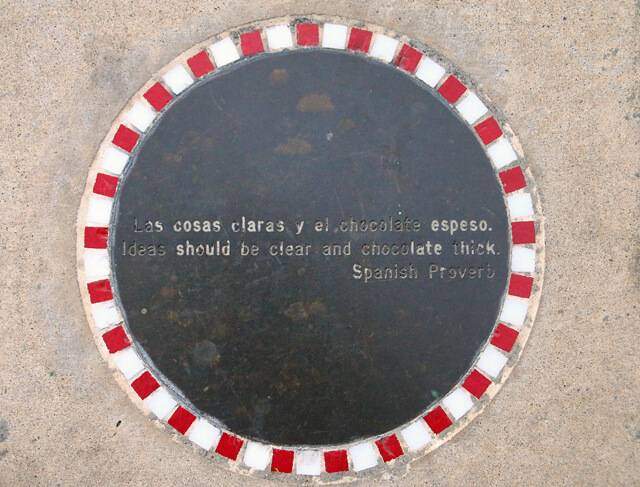 Las cosas claras y el chocolate espeso.
Ideas should be clear and chocolate thick.
Spanish Proverb